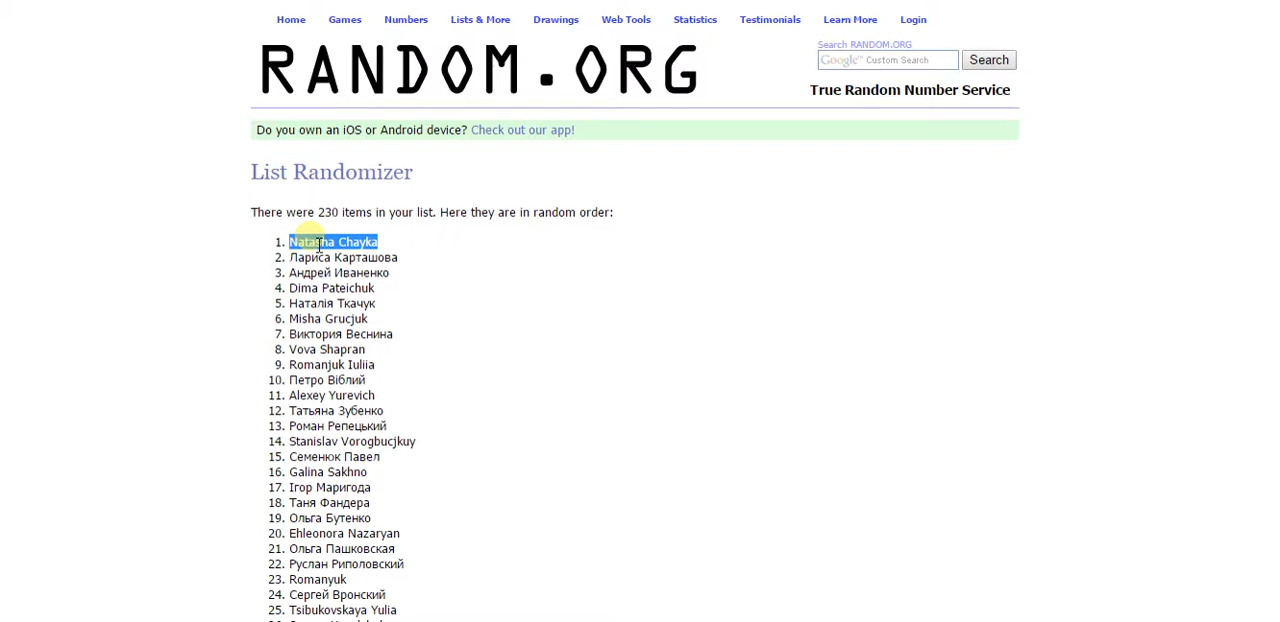 Home Games Numbers Lists & More Drawings Web Tools Statistics Testimonials Learn More Login
RANDOM.ORG
Search RANDOM.ORG
Google™ Custom Search Search
True Random Number Service
Do you own an iOS or Android device? Check out our app!
List Randomizer
There were 230 items in your list. Here they are in random order:
1. Natasha Chayka
2. Лариса Карташова
3. Андрей Иваненко
4. Dima Pateichuk
5. Наталія Ткачук
6. Misha Grucjuk
7. Виктория Веснина
8. Vova Shapran
9. Romanjuk Iuliia
10. Петро Віблий
11. Alexey Yurevich
12. Татьяна Зубенко
13. Роман Репецький
14. Stanislav Vorogbucjkuy
15. Семенюк Павел
16. Galina Sakhno
17. Ігор Маригода
18. Таня Фандера
19. Ольга Бутенко
20. Ehleonora Nazaryan
21. Ольга Пашковская
22. Руслан Риполовский
23. Romanyuk
24. Сергей Вронский
25. Tsibukovskaya Yulia